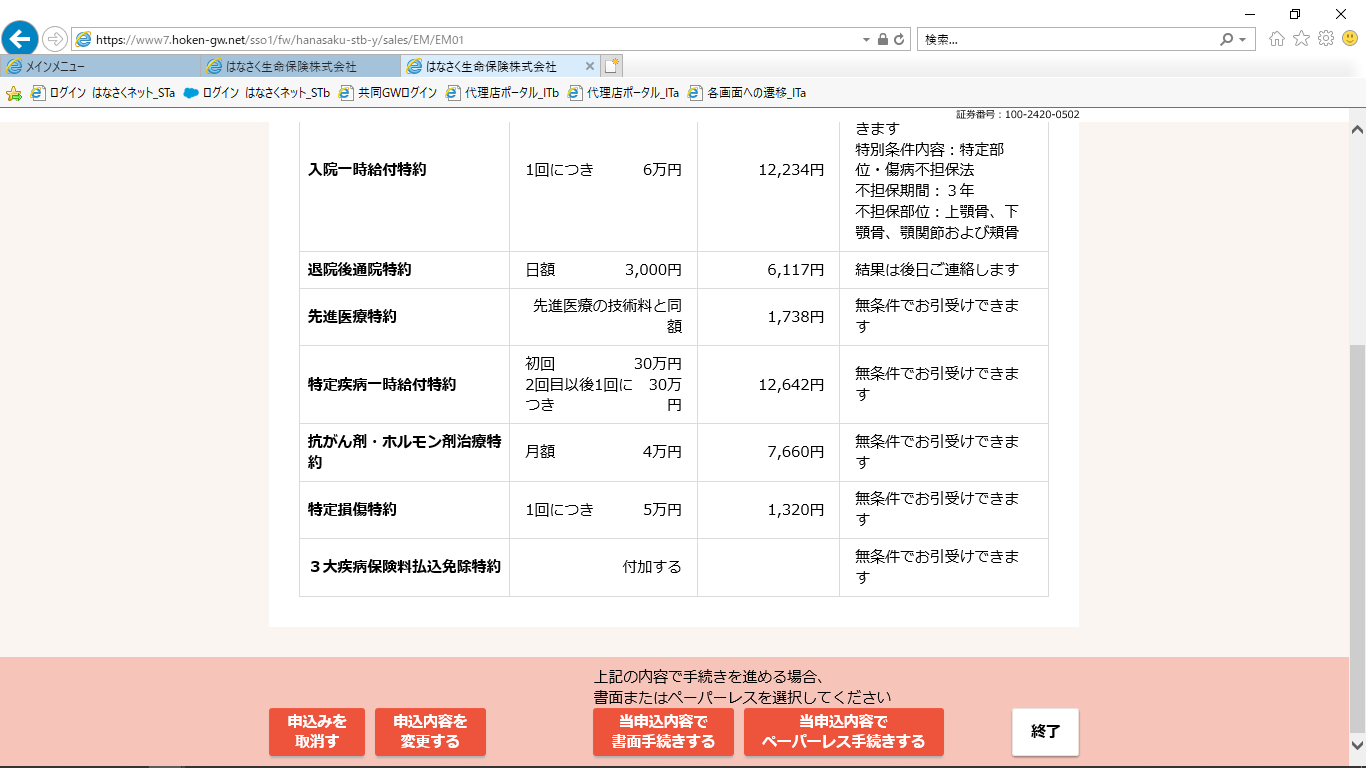 https://www7.hoken-gw.net/sso1/fw/hanasaku-stb-y/sales/EM/EM01
検索...
メインメニュー
はなさく生命保険株式会社
はなさく生命保険株式会社
ログイン はなさくネット_STa
ログイン はなさくネット_STb
共同GWログイン
代理店ポータル_ITb
代理店ポータル_ITa
各画面への遷移_ITa
証券番号：100-2420-0502
入院一時給付特約
1回につき 6万円
12,234円
きます
特別条件内容：特定部
位・傷病不担保法
不担保期間：３年
不担保部位：上顎骨、下
顎骨、顎関節および頬骨
退院後通院特約
日額 3,000円
6,117円
結果は後日ご連絡します
先進医療特約
先進医療の技術料と同
額
1,738円
無条件でお引受けできま
す
特定疾病一時給付特約
初回 30万円
2回目以後1回に 30万
つき 円
12,642円
無条件でお引受けできま
す
抗がん剤・ホルモン剤治療特
約
月額 4万円
7,660円
無条件でお引受けできま
す
特定損傷特約
1回につき 5万円
1,320円
無条件でお引受けできま
す
３大疾病保険料払込免除特約
付加する
無条件でお引受けできま
す
上記の内容で手続きを進める場合、
書面またはペーパーレスを選択してください
申込みを
取消す
申込内容を
変更する
当申込内容で
書面手続きする
当申込内容で
ペーパーレス手続きする
終了